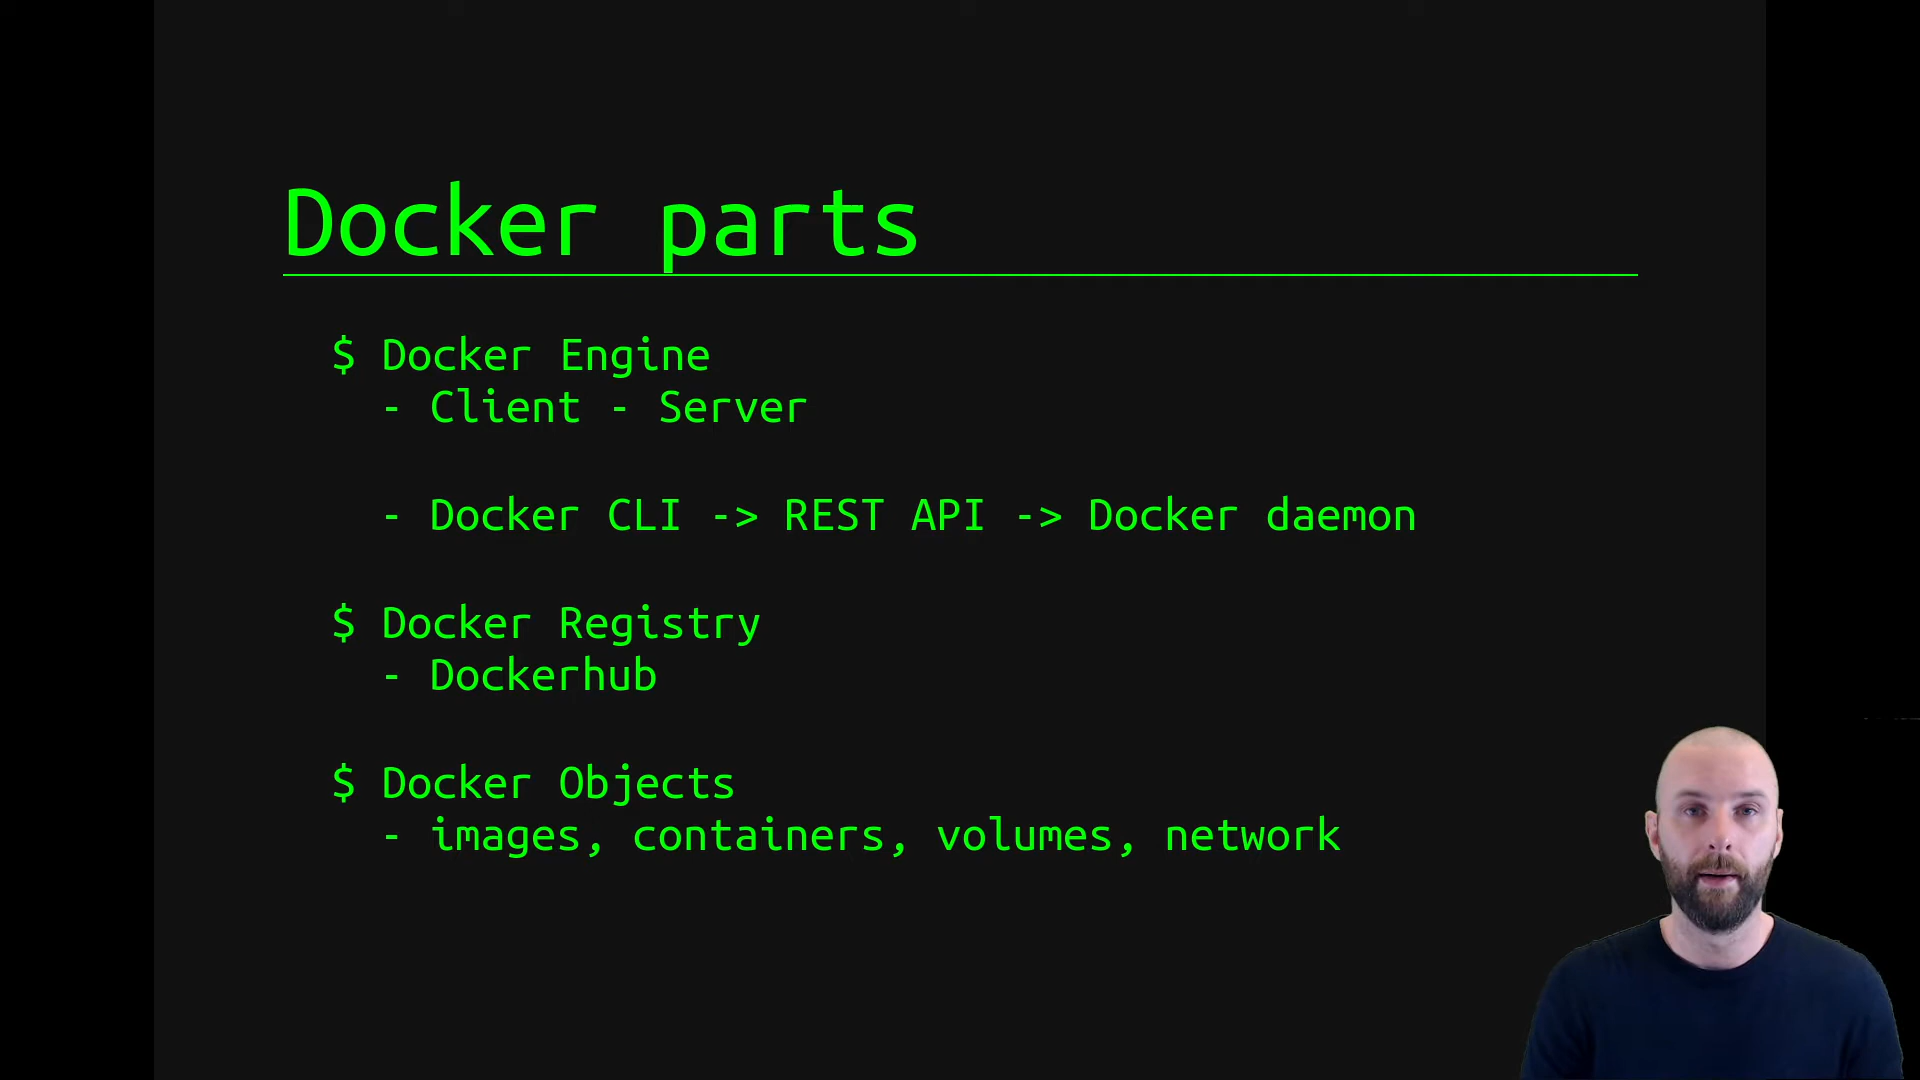 Docker parts
$ Docker Engine
- Client - Server
- Docker CLI -> REST API -> Docker daemon
$ Docker Registry
- Dockerhub
$ Docker Objects
- images, containers, volumes, network